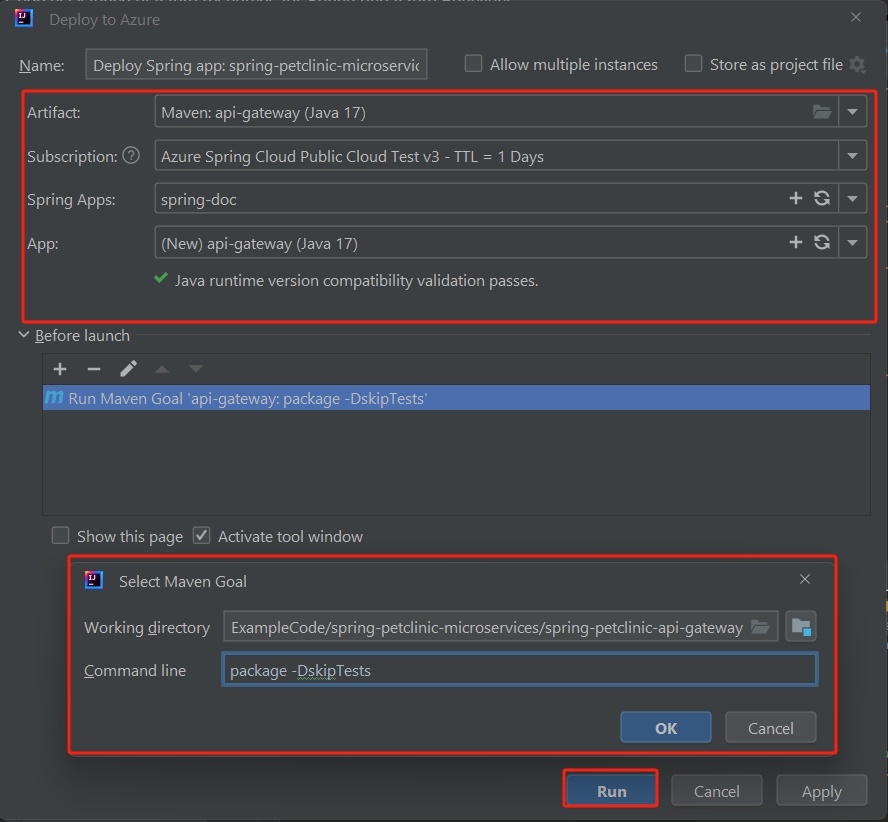 Deploy to Azure
Name: Deploy Spring app: spring-petclinic-microservic Allow multiple instances Store as project file
Artifact: Maven: api-gateway (Java 17)
Subscription: ? Azure Spring Cloud Public Cloud Test v3 - TTL = 1 Days
Spring Apps: spring-doc
App: (New) api-gateway (Java 17)
Java runtime version compatibility validation passes.
Before launch
m Run Maven Goal 'api-gateway: package -DskipTests'
Show this page Activate tool window
IJ Select Maven Goal
Working directory ExampleCode/spring-petclinic-microservices/spring-petclinic-api-gateway
Command line package -DskipTests
OK Cancel
Run Cancel Apply